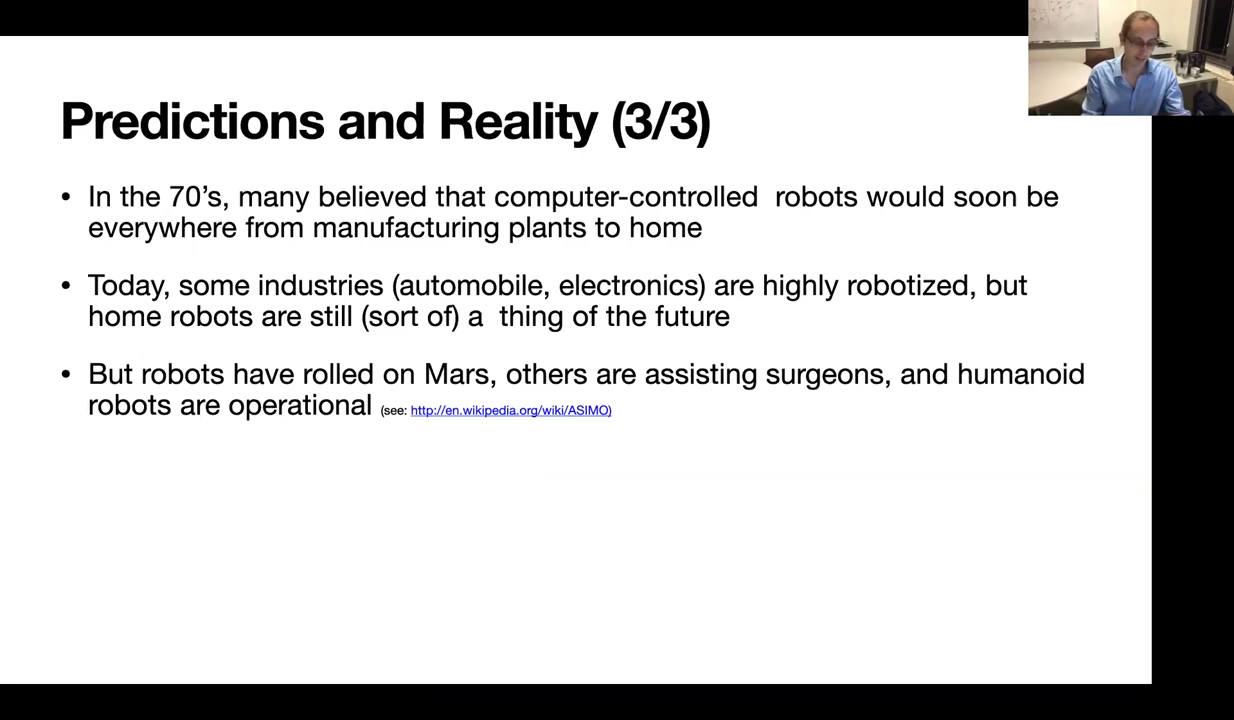 Predictions and Reality (3/3)
• In the 70’s, many believed that computer-controlled  robots would soon be
everywhere from manufacturing plants to home
• Today, some industries (automobile, electronics) are highly robotized, but
home robots are still (sort of) a  thing of the future
• But robots have rolled on Mars, others are assisting surgeons, and humanoid
robots are operational (see: http://en.wikipedia.org/wiki/ASIMO)